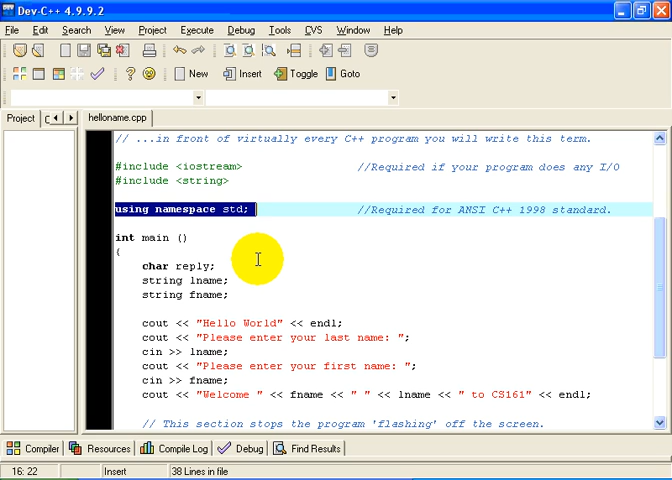 Dev-C++ 4.9.9.2
File Edit Search View Project Execute Debug Tools CVS Window Help
New Insert Toggle Goto
Project helloname.cpp
// ...in front of virtually every C++ program you will write this term.
#include <iostream> //Required if your program does any I/O
#include <string>
using namespace std; //Required for ANSI C++ 1998 standard.
int main ()
{
char reply;
string lname;
string fname;
cout << "Hello World" << endl;
cout << "Please enter your last name: ";
cin >> lname;
cout << "Please enter your first name: ";
cin >> fname;
cout << "Welcome " << fname << " " << lname << " to CS161" << endl;
// This section stops the program 'flashing' off the screen.
Compiler Resources Compile Log Debug Find Results
16: 22 Insert 38 Lines in file